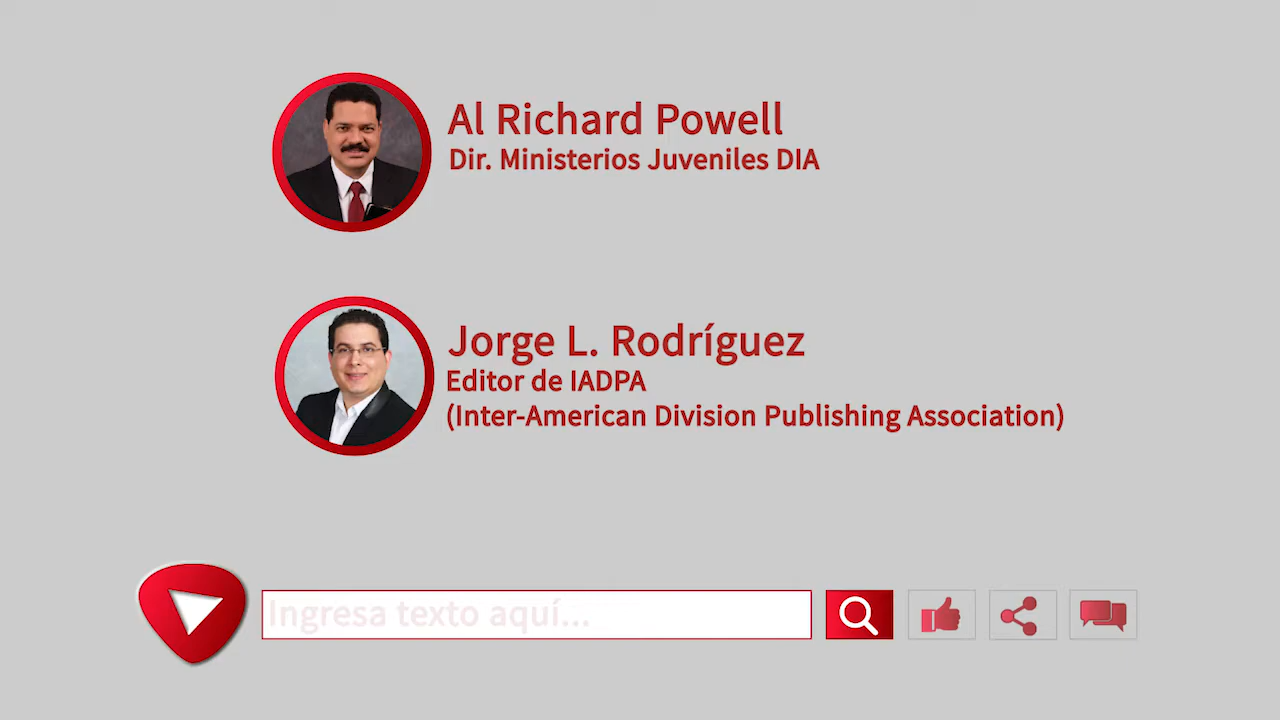 Al Richard Powell
Dir. Ministerios Juveniles DIA
Jorge L. Rodríguez
Editor de IADPA
(Inter-American Division Publishing Association)
Ingresa texto aquí...